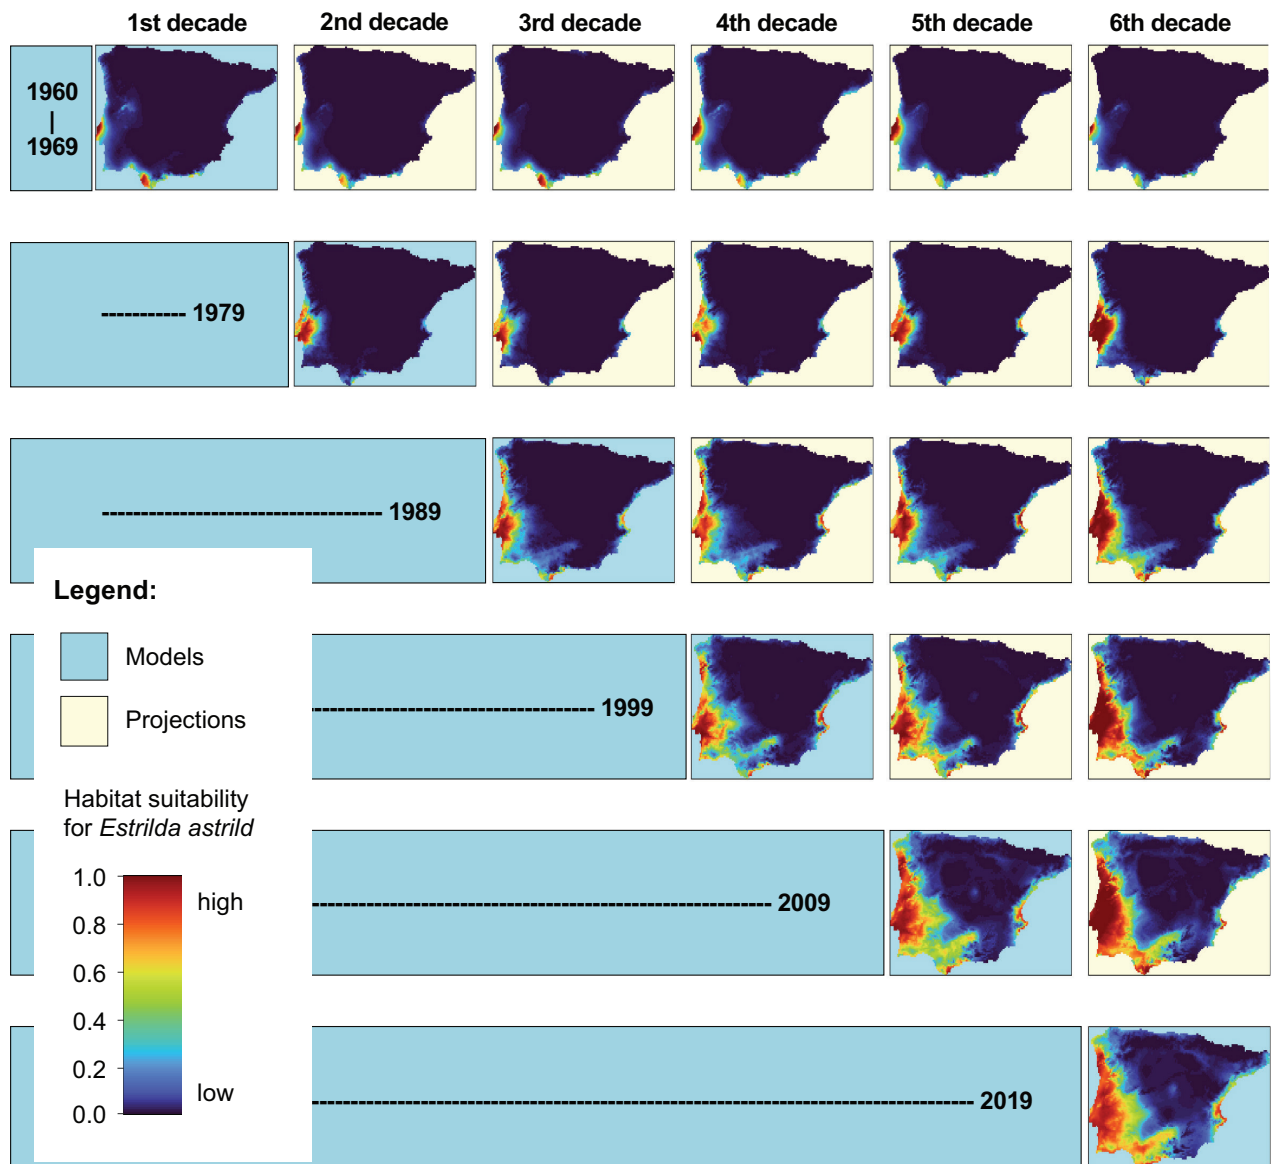 1st decade 2nd decade 3rd decade 4th decade 5th decade 6th decade
1960
|
1969
----------- 1979
------------------------------------- 1989
Legend:
Models
Projections
------------------------------------- 1999
Habitat suitability
for Estrilda astrild
1.0
high
0.8
0.6
0.4
0.2
low
0.0
------------------------------------------------------------- 2009
---------------------------------------------------------------------------------------- 2019